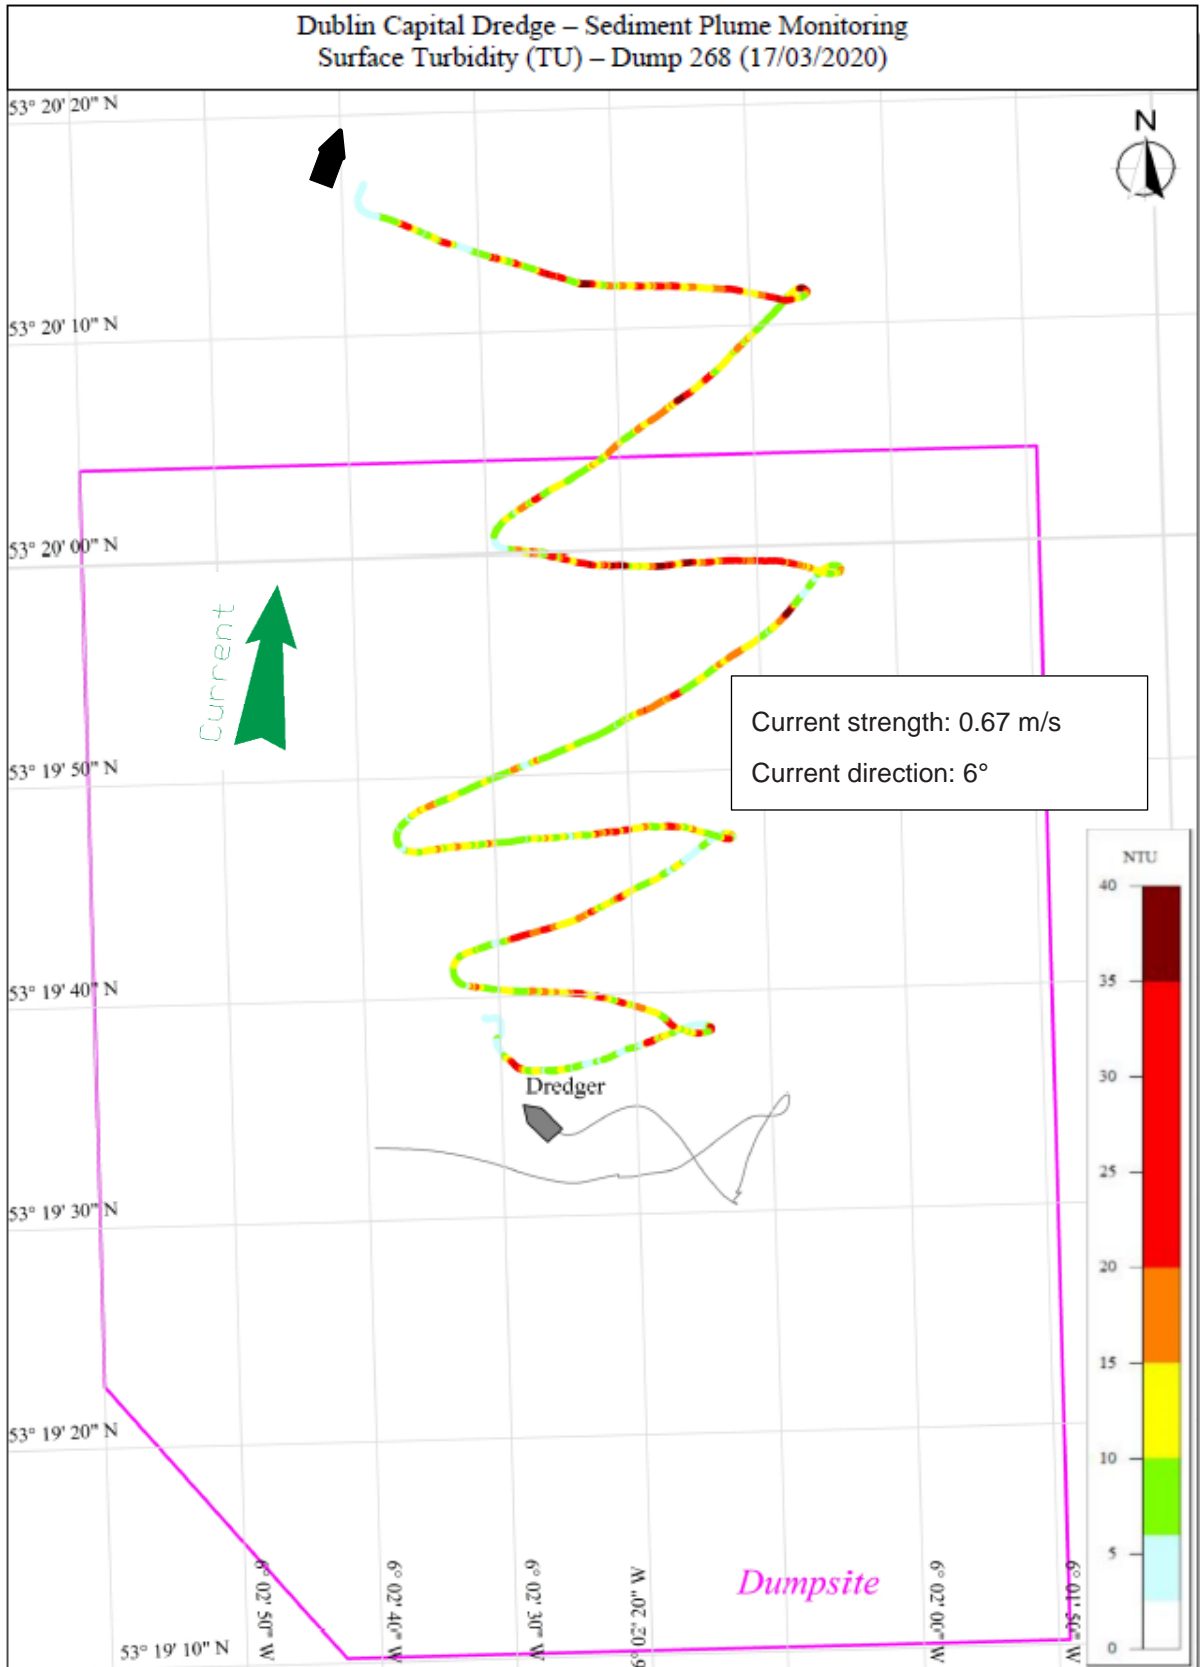 Dublin Capital Dredge – Sediment Plume Monitoring
Surface Turbidity (TU) – Dump 268 (17/03/2020)
53° 20' 20" N
N
53° 20' 10" N
53° 20' 00" N
Current
Current strength: 0.67 m/s
Current direction: 6°
53° 19' 50" N
NTU
40
35
30
25
20
15
10
5
0
53° 19' 40" N
Dredger
53° 19' 30" N
53° 19' 20" N
Dumpsite
6° 02' 50" W
6° 02' 40" W
6° 02' 30" W
6° 02' 20" W
6° 02' 00" W
6° 01' 50" W
53° 19' 10" N